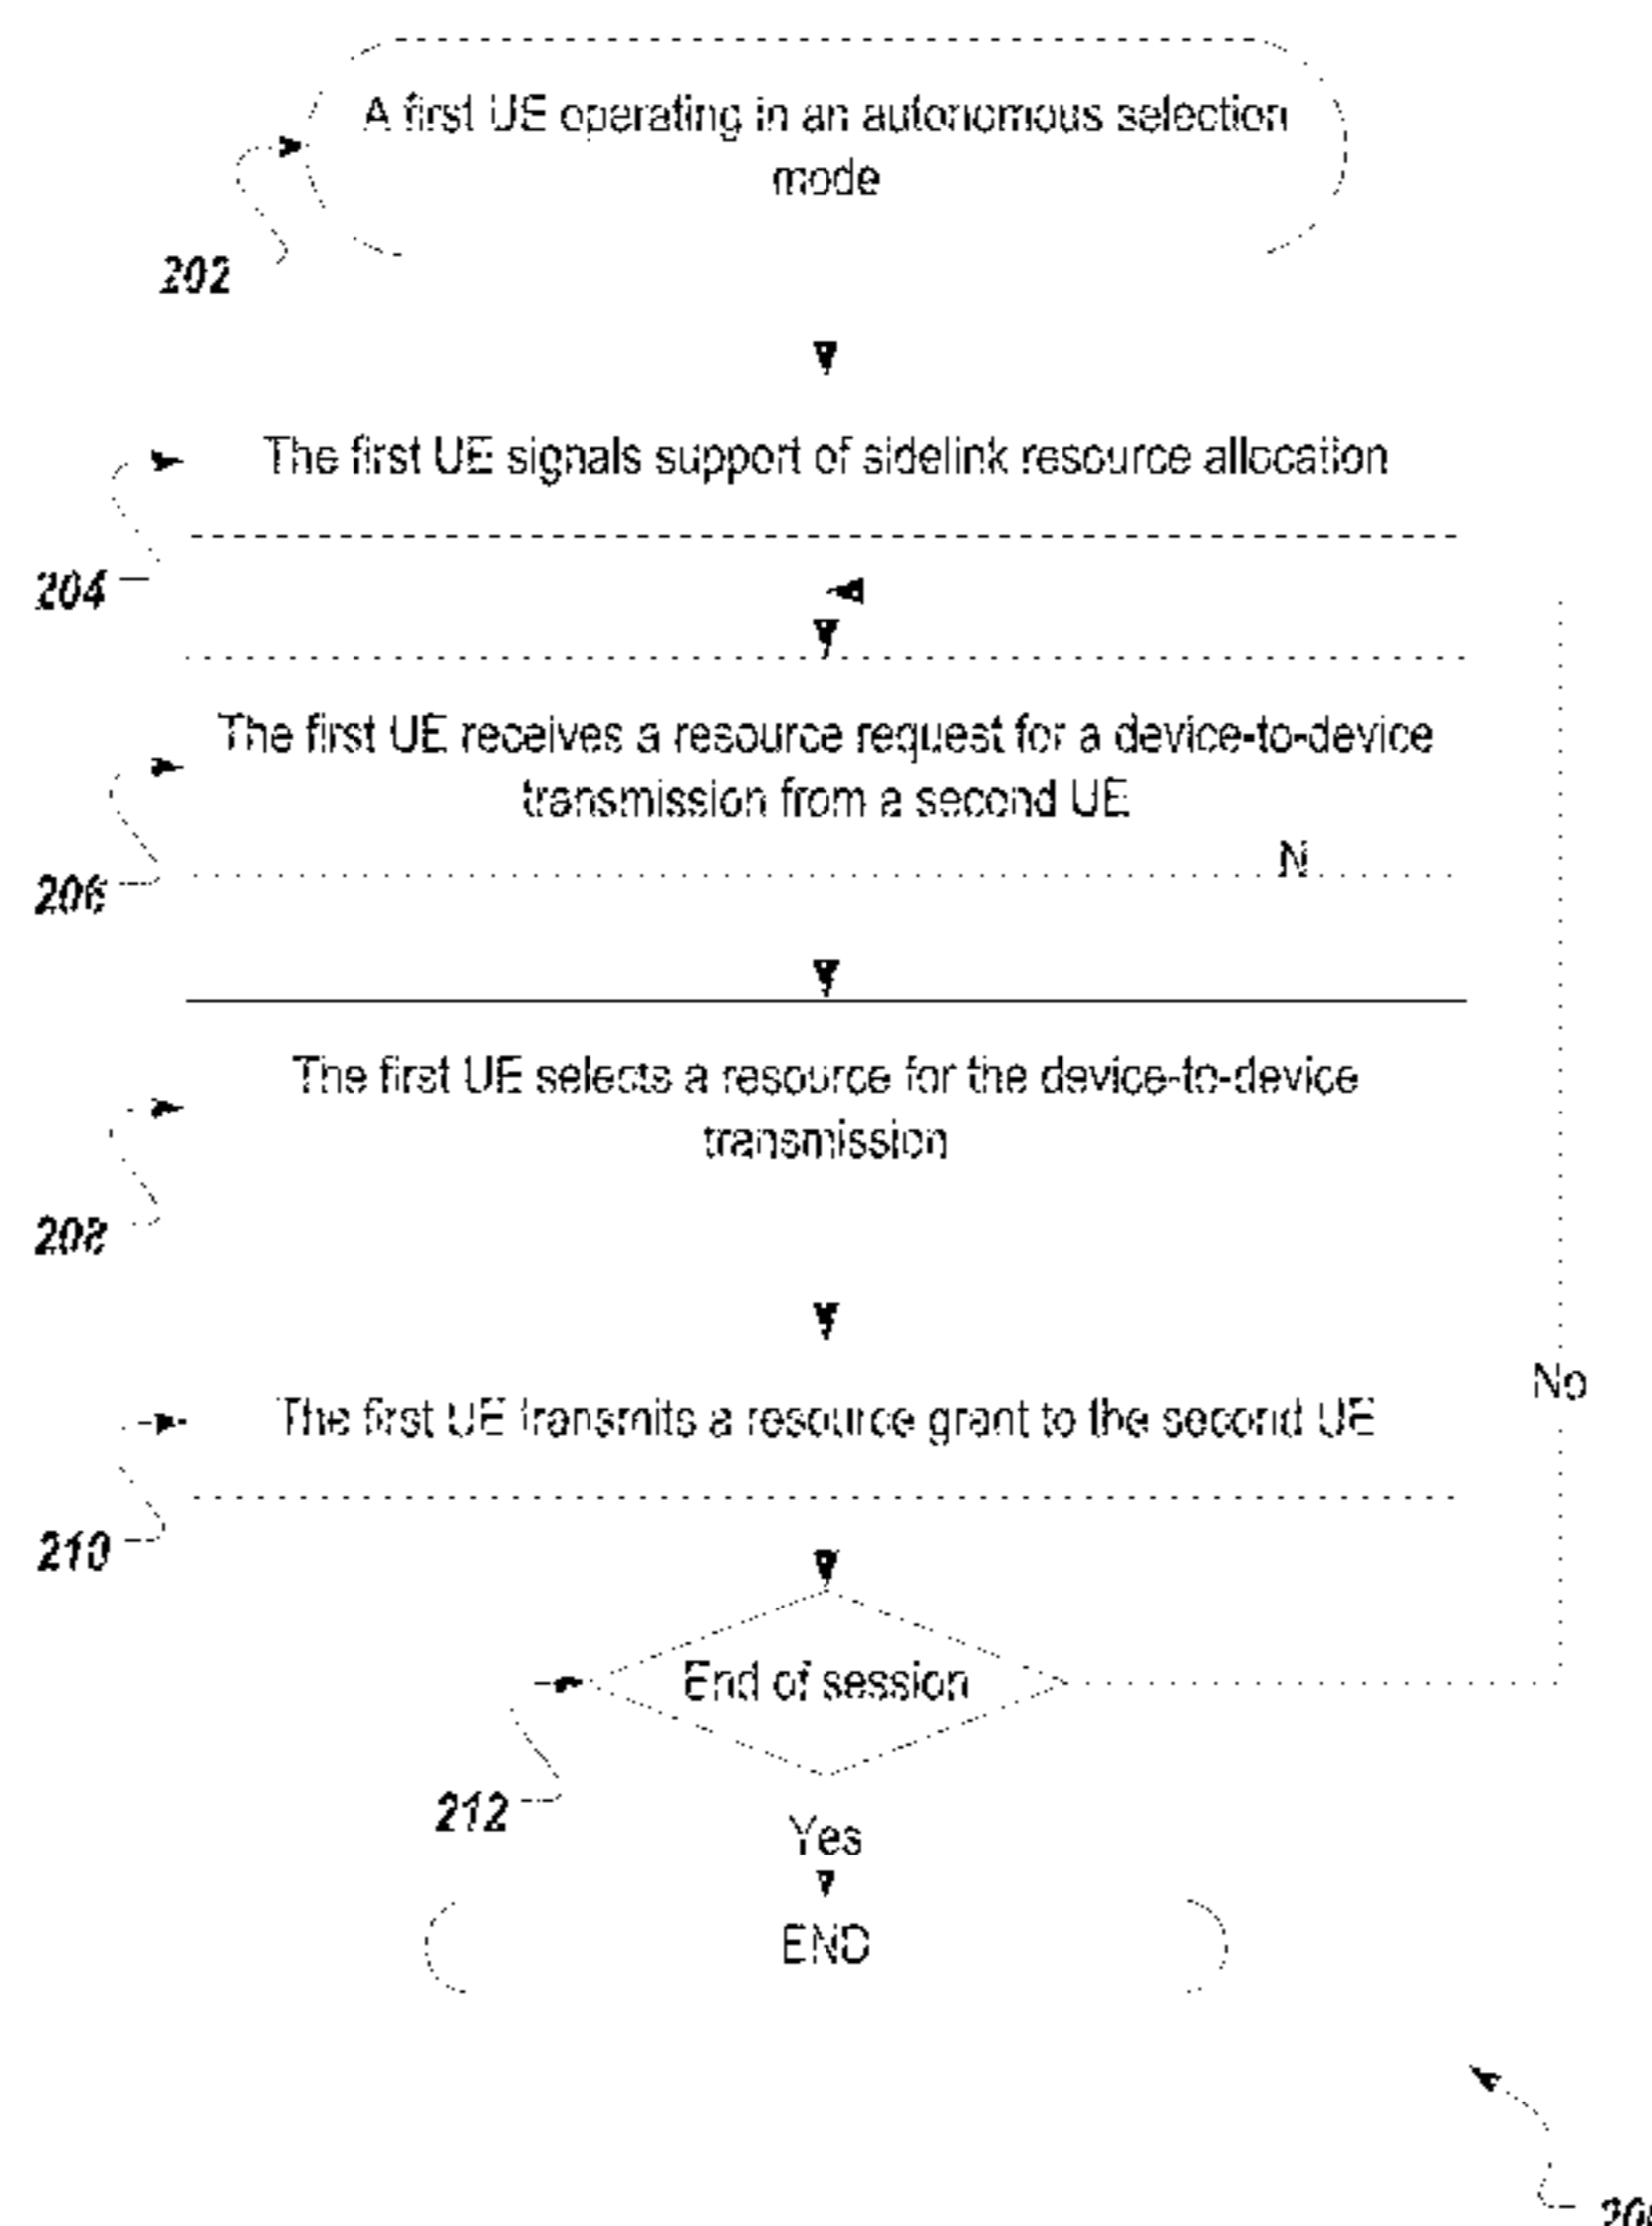 A first UE operating in an autonomous selection
mode
202
The first UE signals support of sidelink resource allocation
204
The first UE receives a resource request for a device-to-device
transmission from a second UE
N
206
The first UE selects a resource for the device-to-device
transmission
208
No
The first UE transmits a resource grant to the second UE
210
End of session
212
Yes
END